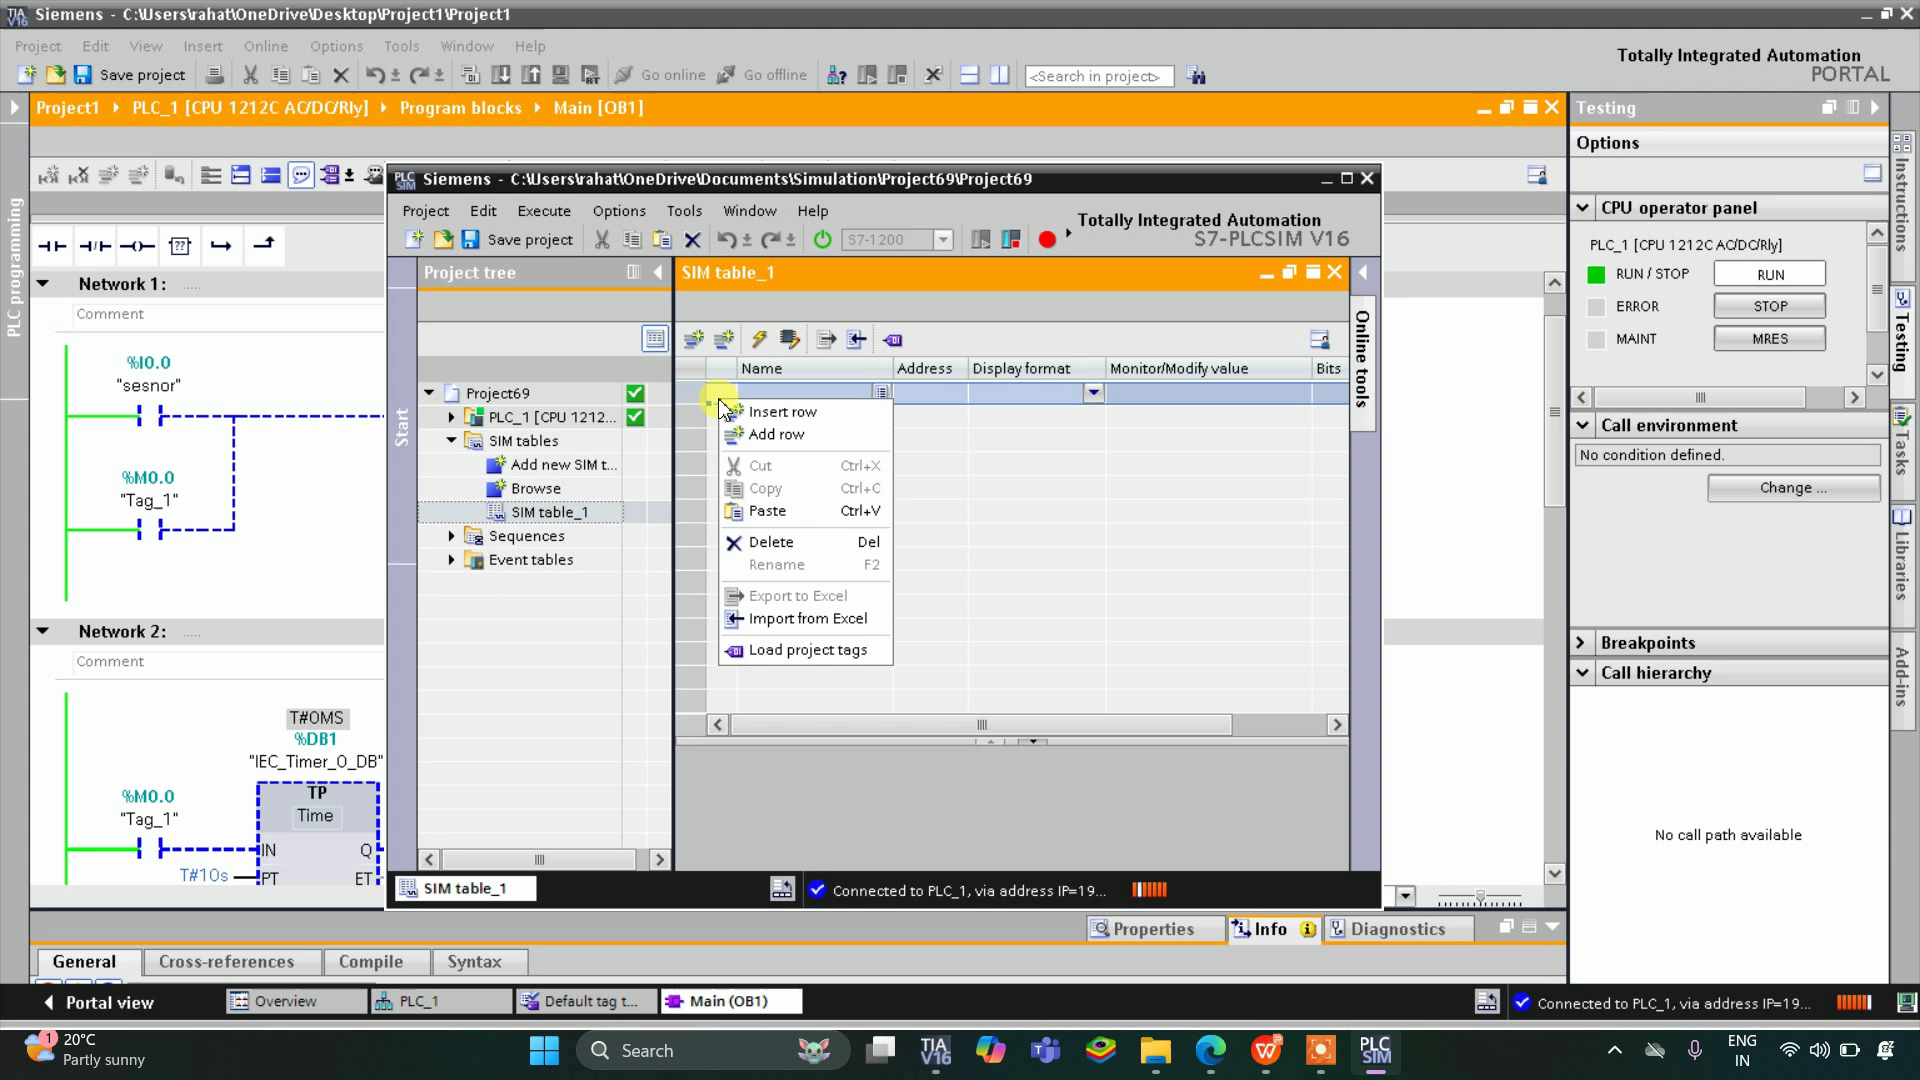 Siemens - C:\Users\rahat\OneDrive\Desktop\Project1\Project1
Project Edit View Insert Online Options Tools Window Help
Totally Integrated Automation
PORTAL
Save project
Go online
Go offline
<Search in project>
Project1 PLC_1 [CPU 1212C AC/DC/Rly] Program blocks Main [OB1]
Testing
Options
CPU operator panel
PLC_1 [CPU 1212C AC/DC/Rly]
RUN / STOP RUN
ERROR STOP
MAINT MRES
Call environment
No condition defined.
Change ...
Breakpoints
Call hierarchy
No call path available
Instructions
Testing
Tasks
Libraries
Add-ins
PLC programming
Network 1: .....
Comment
%I0.0
"sesnor"
%M0.0
"Tag_1"
Network 2: .....
Comment
T#0MS
%DB1
"IEC_Timer_0_DB"
TP
Time
%M0.0
"Tag_1"
IN Q
T#10s PT ET
Siemens - C:\Users\rahat\OneDrive\Documents\Simulation\Project69\Project69
Project Edit Execute Options Tools Window Help
Totally Integrated Automation
S7-PLCSIM V16
Save project
S7-1200
Start
Project tree
Project69
PLC_1 [CPU 1212...
SIM tables
Add new SIM t...
Browse
SIM table_1
Sequences
Event tables
SIM table_1
Name Address Display format Monitor/Modify value Bits
Insert row
Add row
Cut Ctrl+X
Copy Ctrl+C
Paste Ctrl+V
Delete Del
Rename F2
Export to Excel
Import from Excel
Load project tags
Online tools
SIM table_1
Connected to PLC_1, via address IP=19...
Properties Info Diagnostics
General Cross-references Compile Syntax
Portal view Overview PLC_1 Default tag t... Main (OB1)
Connected to PLC_1, via address IP=19...
1
20°C
Partly sunny
Search
TIA
V16
PLC
SIM
ENG
IN